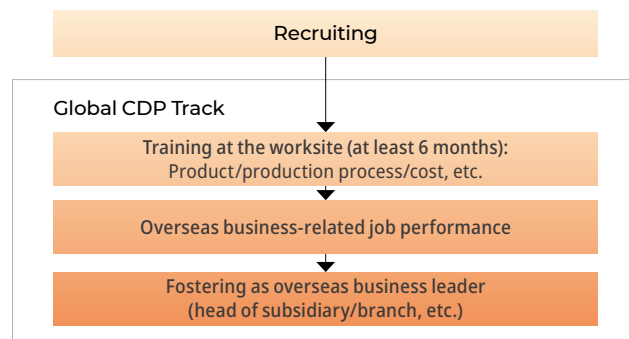 Recruiting
Global CDP Track
Training at the worksite (at least 6 months):
Product/production process/cost, etc.
Overseas business-related job performance
Fostering as overseas business leader
(head of subsidiary/branch, etc.)